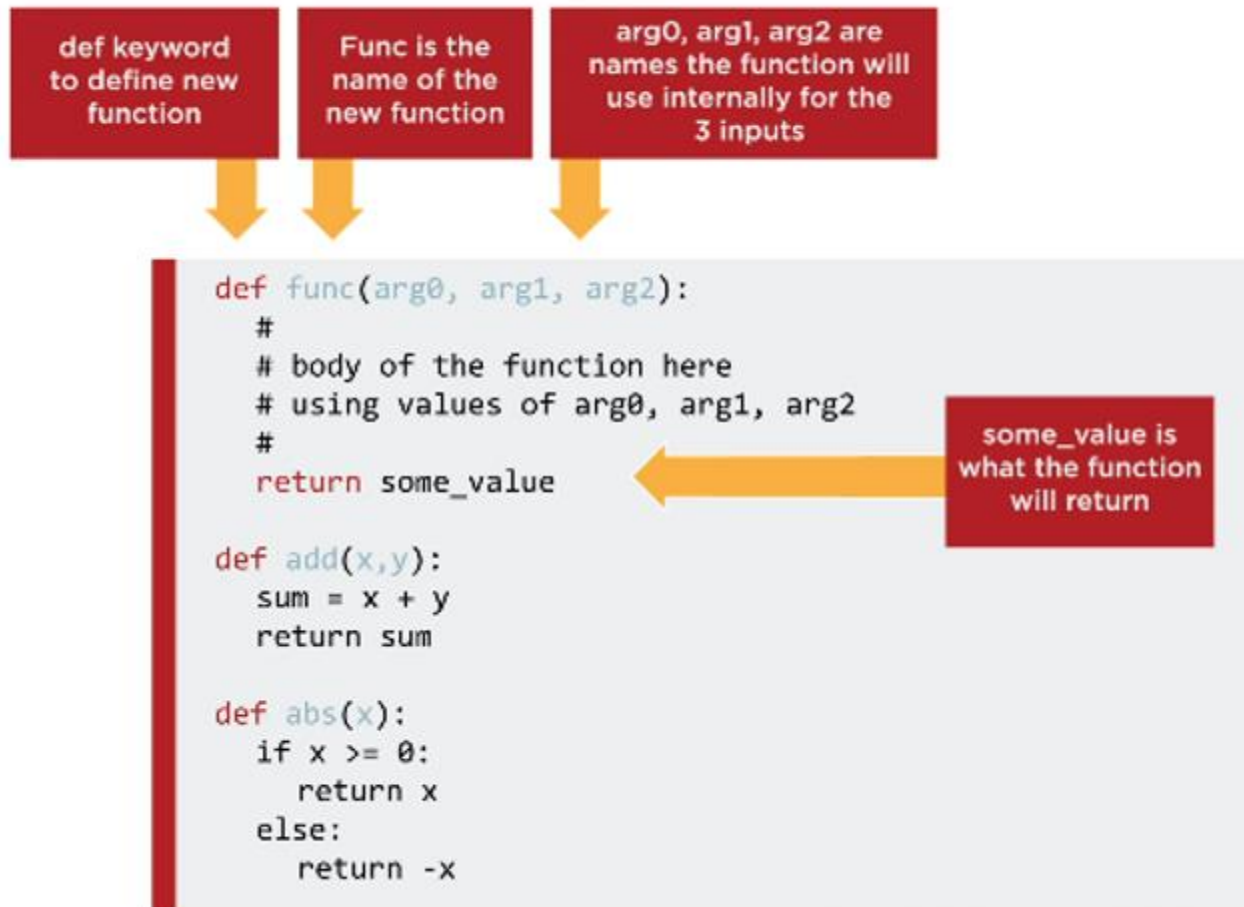 def keyword
to define new
function
Func is the
name of the
new function
arg0, arg1, arg2 are
names the function will
use internally for the
3 inputs
def func(arg0, arg1, arg2):
#
# body of the function here
# using values of arg0, arg1, arg2
#
return some_value
some_value is
what the function
will return
def add(x,y):
sum = x + y
return sum
def abs(x):
if x >= 0:
return x
else:
return -x